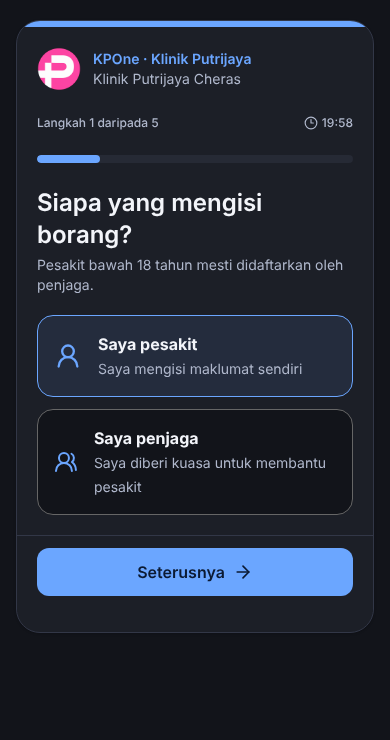 KPOne · Klinik Putrijaya
Klinik Putrijaya Cheras
Langkah 1 daripada 5
19:58
Siapa yang mengisi
borang?
Pesakit bawah 18 tahun mesti didaftarkan oleh
penjaga.
Saya pesakit
Saya mengisi maklumat sendiri
Saya penjaga
Saya diberi kuasa untuk membantu
pesakit
Seterusnya